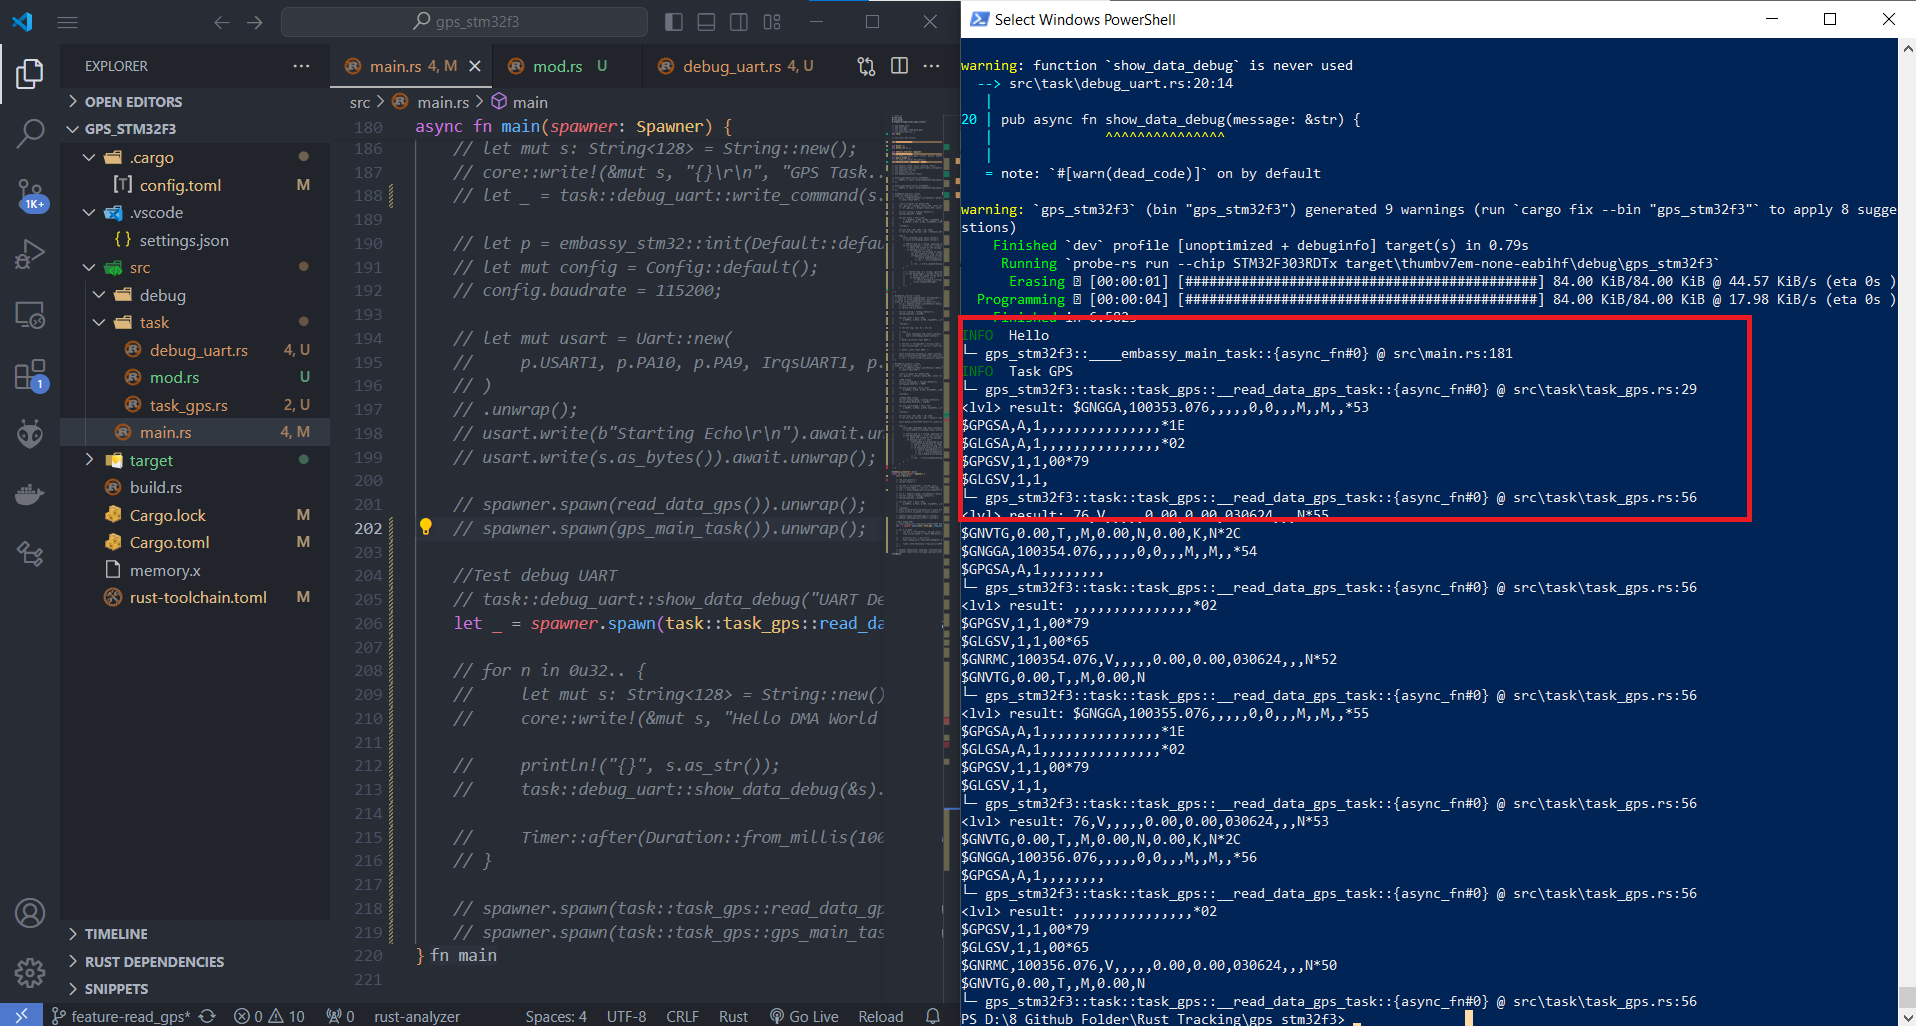 gps_stm32f3
EXPLORER
OPEN EDITORS
GPS_STM32F3
.cargo
config.toml M
.vscode
settings.json
src
debug
task
debug_uart.rs 4, U
mod.rs U
task_gps.rs 2, U
main.rs 4, M
target
build.rs
Cargo.lock M
Cargo.toml M
memory.x
rust-toolchain.toml M
TIMELINE
RUST DEPENDENCIES
SNIPPETS
1K+
1
main.rs 4, M
mod.rs U
debug_uart.rs 4, U
src > main.rs > main
180 async fn main(spawner: Spawner) {
186 // let mut s: String<128> = String::new();
187 // core::write!(&mut s, "{}\r\n", "GPS Task..
188 // let _ = task::debug_uart::write_command(s.
189
190 // let p = embassy_stm32::init(Default::defau
191 // let mut config = Config::default();
192 // config.baudrate = 115200;
193
194 // let mut usart = Uart::new(
195 //     p.USART1, p.PA10, p.PA9, IrqsUART1, p.
196 // )
197 // .unwrap();
198 // usart.write(b"Starting Echo\r\n").await.un
199 // usart.write(s.as_bytes()).await.unwrap();
200
201 // spawner.spawn(read_data_gps()).unwrap();
202 // spawner.spawn(gps_main_task()).unwrap();
203
204 //Test debug UART
205 // task::debug_uart::show_data_debug("UART De
206 let _ = spawner.spawn(task::task_gps::read_da
207
208 // for n in 0u32.. {
209 //     let mut s: String<128> = String::new()
210 //     core::write!(&mut s, "Hello DMA World
211
212 //     println!("{}", s.as_str());
213 //     task::debug_uart::show_data_debug(&s).
214
215 //     Timer::after(Duration::from_millis(100
216 // }
217
218 // spawner.spawn(task::task_gps::read_data_gp
219 // spawner.spawn(task::task_gps::gps_main_tas
220 } fn main
221
feature-read_gps* 0 10 0 rust-analyzer Spaces: 4 UTF-8 CRLF Rust Go Live Reload
Select Windows PowerShell
warning: function `show_data_debug` is never used
--> src\task\debug_uart.rs:20:14
|
20 | pub async fn show_data_debug(message: &str) {
| ^^^^^^^^^^^^^^^
|
= note: `#[warn(dead_code)]` on by default
warning: `gps_stm32f3` (bin "gps_stm32f3") generated 9 warnings (run `cargo fix --bin "gps_stm32f3"` to apply 8 sugge
stions)
Finished `dev` profile [unoptimized + debuginfo] target(s) in 0.79s
Running `probe-rs run --chip STM32F303RDTx target\thumbv7em-none-eabihf\debug\gps_stm32f3`
Erasing [00:00:01] [############################################] 84.00 KiB/84.00 KiB @ 44.57 KiB/s (eta 0s )
Programming [00:00:04] [############################################] 84.00 KiB/84.00 KiB @ 17.98 KiB/s (eta 0s )
Finished in 6.582s
INFO  Hello
└─ gps_stm32f3::____embassy_main_task::{async_fn#0} @ src\main.rs:181
INFO  Task GPS
└─ gps_stm32f3::task::task_gps::__read_data_gps_task::{async_fn#0} @ src\task\task_gps.rs:29
<lvl> result: $GNGGA,100353.076,,,,,0,0,,,M,,M,,*53
$GPGSA,A,1,,,,,,,,,,,,,,,*1E
$GLGSA,A,1,,,,,,,,,,,,,,,*02
$GPGSV,1,1,00*79
$GLGSV,1,1,
└─ gps_stm32f3::task::task_gps::__read_data_gps_task::{async_fn#0} @ src\task\task_gps.rs:56
<lvl> result: 76,V,,,,,0.00,0.00,030624,,,N*55
$GNVTG,0.00,T,,M,0.00,N,0.00,K,N*2C
$GNGGA,100354.076,,,,,0,0,,,M,,M,,*54
$GPGSA,A,1,,,,,,,,
└─ gps_stm32f3::task::task_gps::__read_data_gps_task::{async_fn#0} @ src\task\task_gps.rs:56
<lvl> result: ,,,,,,,,,,,,,,,*02
$GPGSV,1,1,00*79
$GLGSV,1,1,00*65
$GNRMC,100354.076,V,,,,,0.00,0.00,030624,,,N*52
$GNVTG,0.00,T,,M,0.00,N
└─ gps_stm32f3::task::task_gps::__read_data_gps_task::{async_fn#0} @ src\task\task_gps.rs:56
<lvl> result: $GNGGA,100355.076,,,,,0,0,,,M,,M,,*55
$GPGSA,A,1,,,,,,,,,,,,,,,*1E
$GLGSA,A,1,,,,,,,,,,,,,,,*02
$GPGSV,1,1,00*79
$GLGSV,1,1,
└─ gps_stm32f3::task::task_gps::__read_data_gps_task::{async_fn#0} @ src\task\task_gps.rs:56
<lvl> result: 76,V,,,,,0.00,0.00,030624,,,N*53
$GNVTG,0.00,T,,M,0.00,N,0.00,K,N*2C
$GNGGA,100356.076,,,,,0,0,,,M,,M,,*56
$GPGSA,A,1,,,,,,,,
└─ gps_stm32f3::task::task_gps::__read_data_gps_task::{async_fn#0} @ src\task\task_gps.rs:56
<lvl> result: ,,,,,,,,,,,,,,,*02
$GPGSV,1,1,00*79
$GLGSV,1,1,00*65
$GNRMC,100356.076,V,,,,,0.00,0.00,030624,,,N*50
$GNVTG,0.00,T,,M,0.00,N
└─ gps_stm32f3::task::task_gps::__read_data_gps_task::{async_fn#0} @ src\task\task_gps.rs:56
PS D:\8 Github Folder\Rust Tracking\gps_stm32f3>